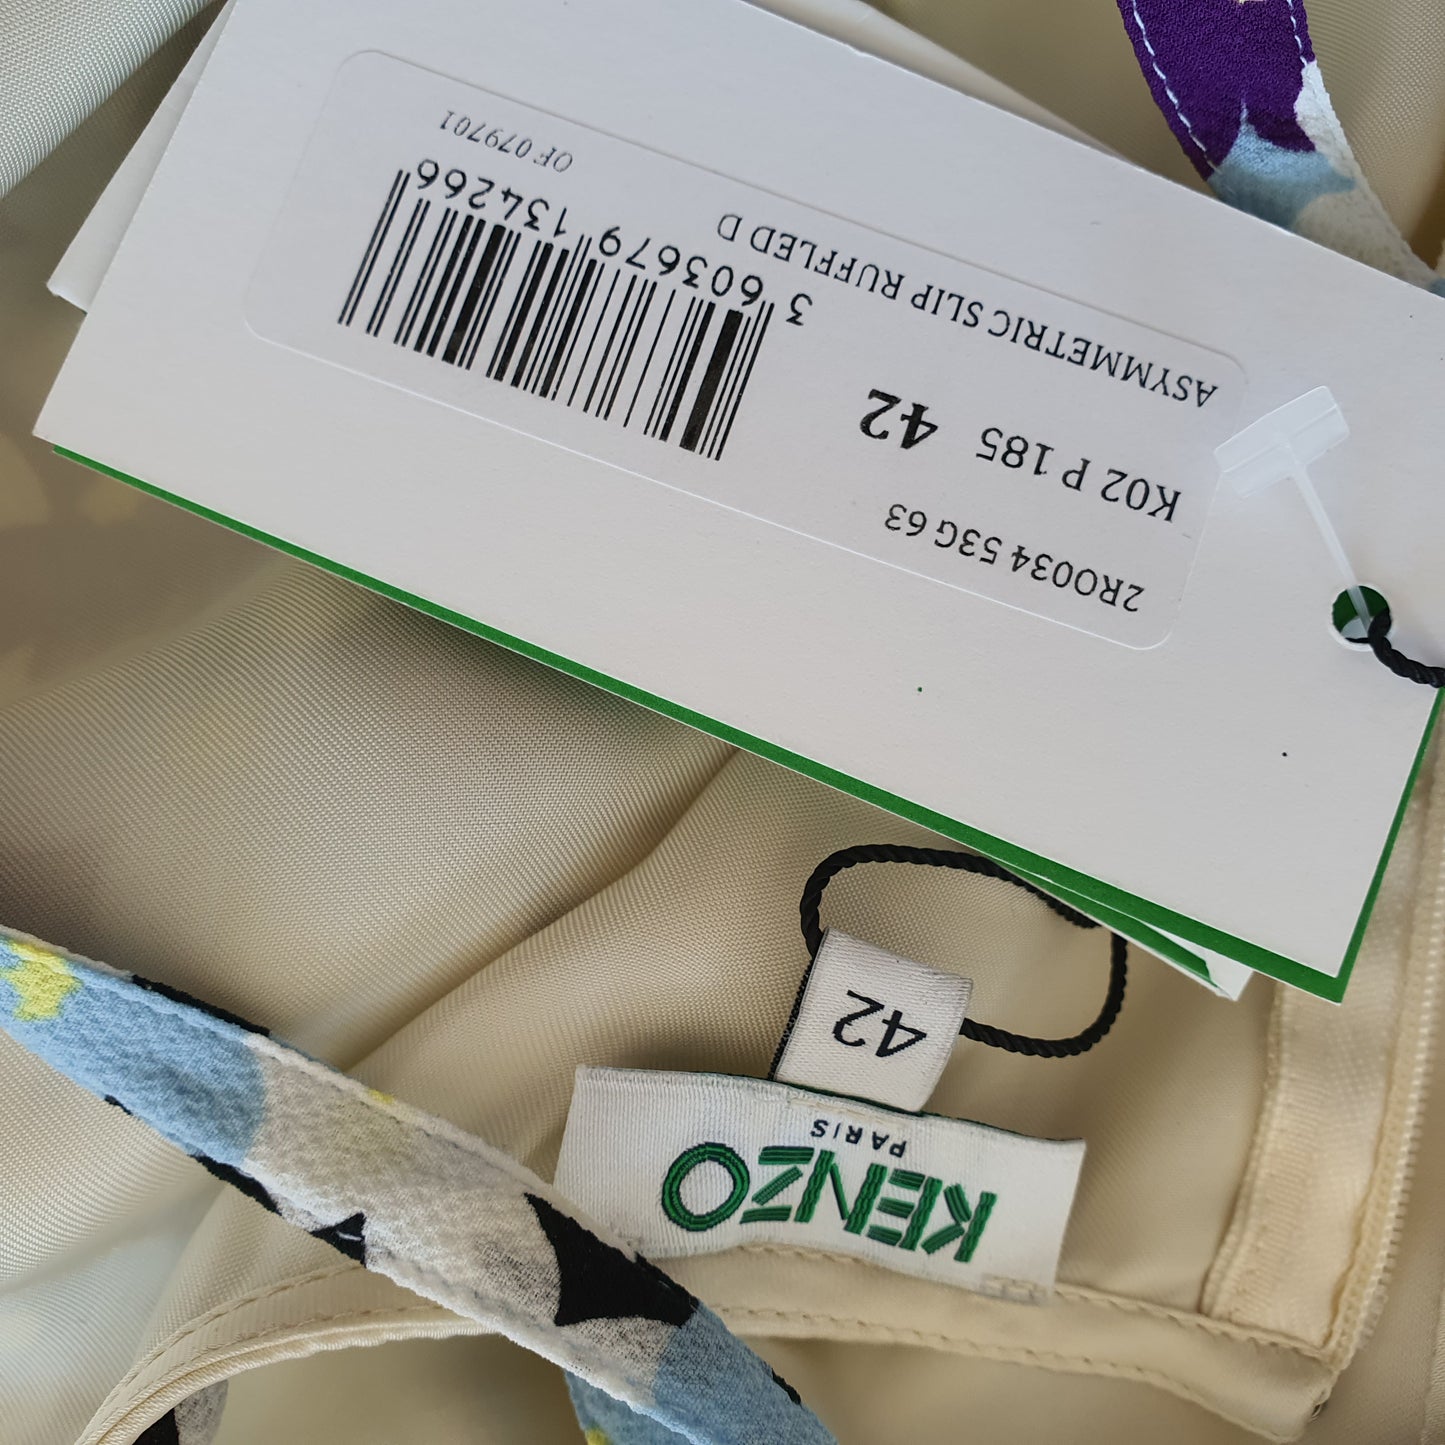 2RO034 53G 63
K02 P 185 42
ASYMMETRIC SLIP RUFFLED D
3 603679 134266
OF 079701
KENZO
PARIS
42